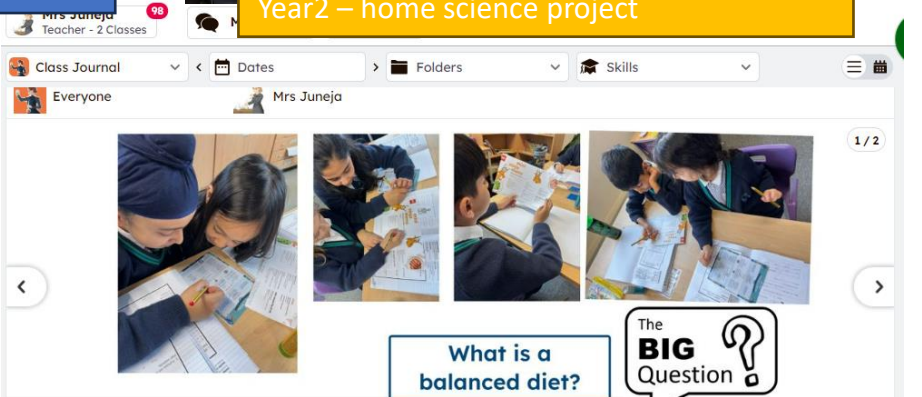 Year2 – home science project
Mrs Juneja
98
Teacher - 2 Classes
M
Class Journal
Dates
Folders
Skills
Everyone
Mrs Juneja
1 / 2
What is a
balanced diet?
The
BIG
Question